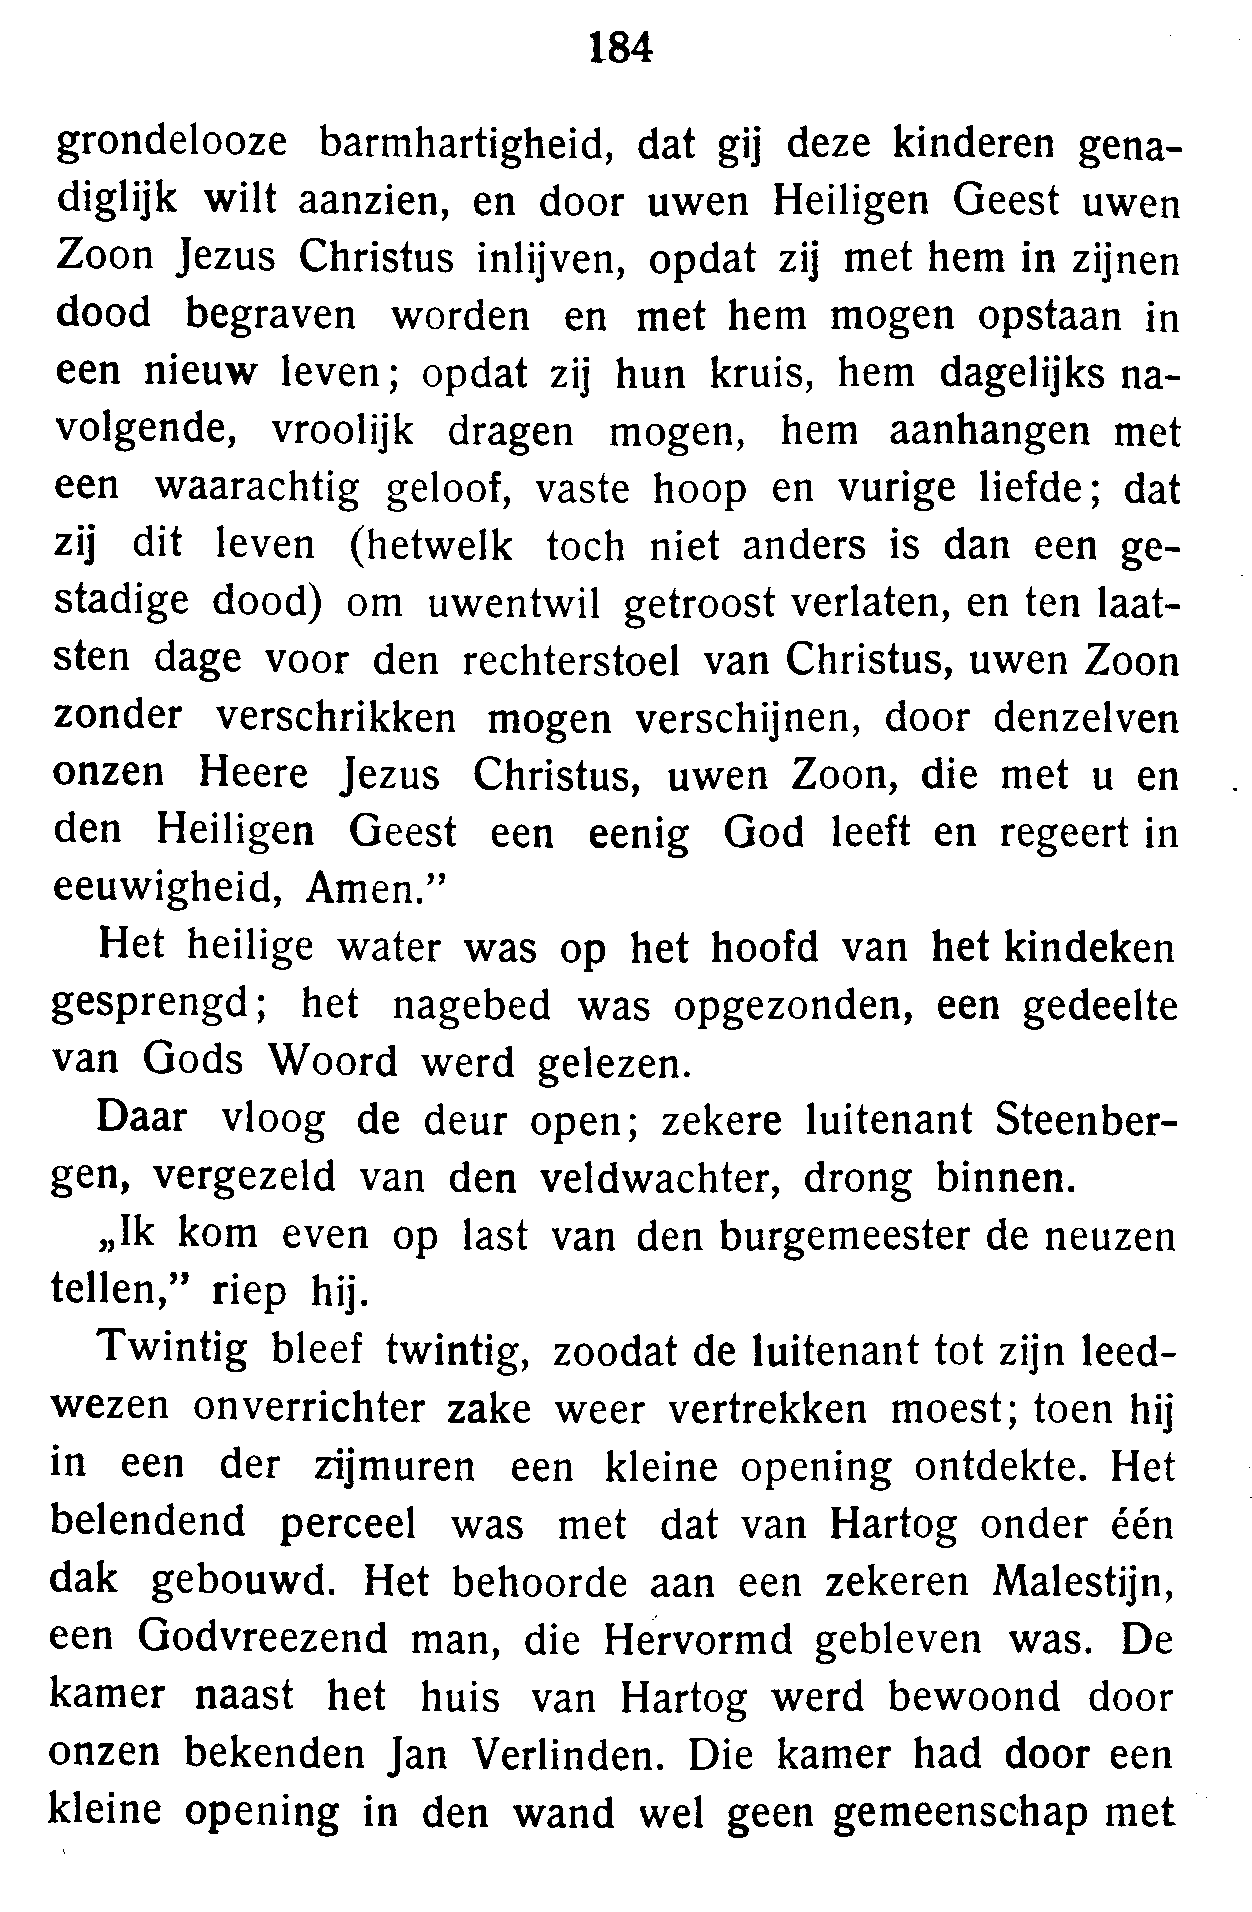 184
grondelooze barmhartigheid, dat gij deze kinderen gena-
diglijk wilt aanzien, en door uwen Heiligen Geest uwen
Zoon Jezus Christus inlijven, opdat zij met hem in zijnen
dood begraven worden en met hem mogen opstaan in
een nieuw leven; opdat zij hun kruis, hem dagelijks na-
volgende, vroolijk dragen mogen, hem aanhangen met
een waarachtig geloof, vaste hoop en vurige liefde; dat
zij dit leven (hetwelk toch niet anders is dan een ge-
stadige dood) om uwentwil getroost verlaten, en ten laat-
sten dage voor den rechterstoel van Christus, uwen Zoon
zonder verschrikken mogen verschijnen, door denzelven
onzen Heere Jezus Christus, uwen Zoon, die met u en
den Heiligen Geest een eenig God leeft en regeert in
eeuwigheid, Amen.”
Het heilige water was op het hoofd van het kindeken
gesprengd; het nagebed was opgezonden, een gedeelte
van Gods Woord werd gelezen.
Daar vloog de deur open; zekere luitenant Steenber-
gen, vergezeld van den veldwachter, drong binnen.
„Ik kom even op last van den burgemeester de neuzen
tellen,” riep hij.
Twintig bleef twintig, zoodat de luitenant tot zijn leed-
wezen onverrichter zake weer vertrekken moest; toen hij
in een der zijmuren een kleine opening ontdekte. Het
belendend perceel was met dat van Hartog onder één
dak gebouwd. Het behoorde aan een zekeren Malestijn,
een Godvreezend man, die Hervormd gebleven was. De
kamer naast het huis van Hartog werd bewoond door
onzen bekenden Jan Verlinden. Die kamer had door een
kleine opening in den wand wel geen gemeenschap met